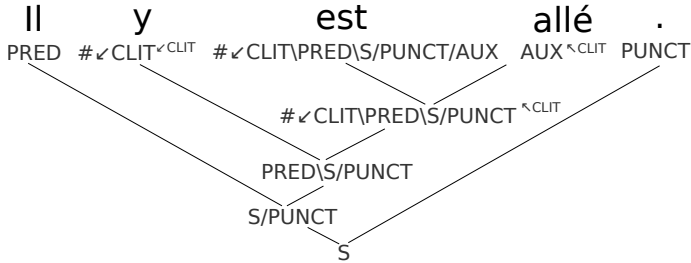 Il y est allé .
PRED #↙CLIT↙CLIT #↙CLIT\PRED\S/PUNCT/AUX AUX↖CLIT PUNCT
#↙CLIT\PRED\S/PUNCT↖CLIT
PRED\S/PUNCT
S/PUNCT
S